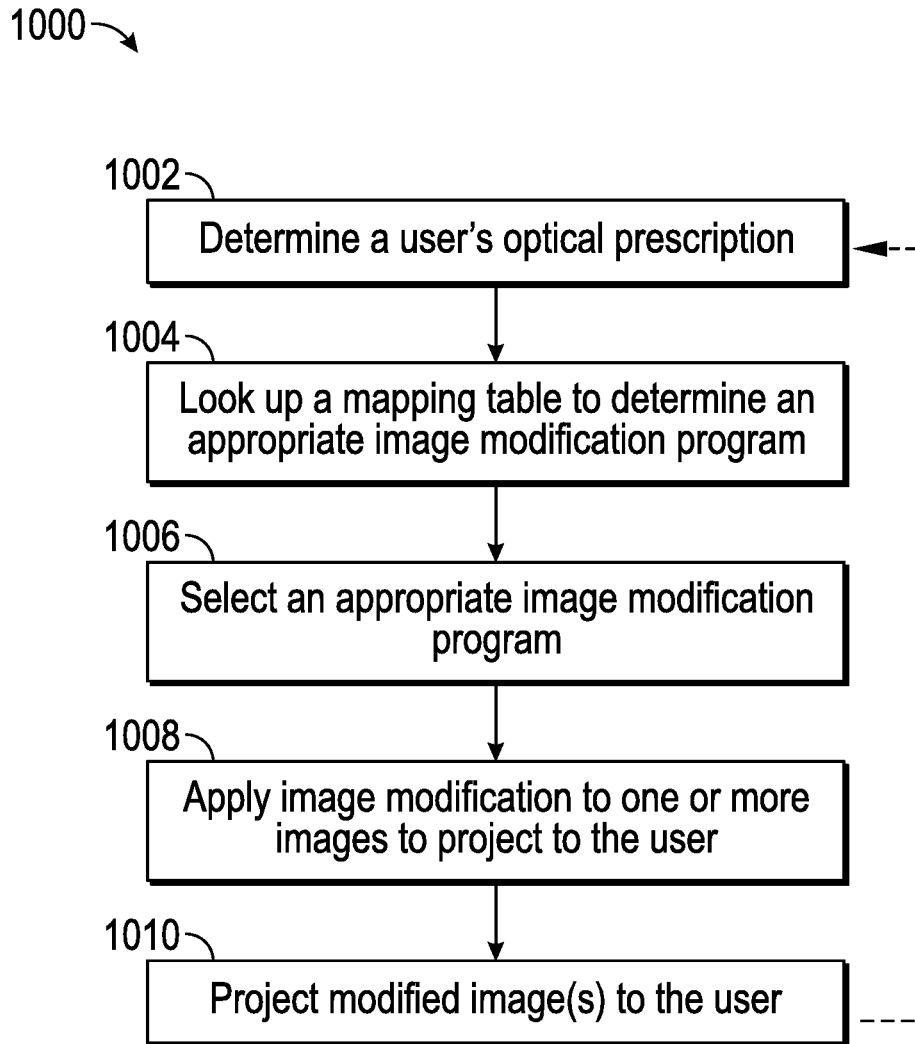 1000
1002
Determine a user’s optical prescription
1004
Look up a mapping table to determine an
appropriate image modification program
1006
Select an appropriate image modification
program
1008
Apply image modification to one or more
images to project to the user
1010
Project modified image(s) to the user